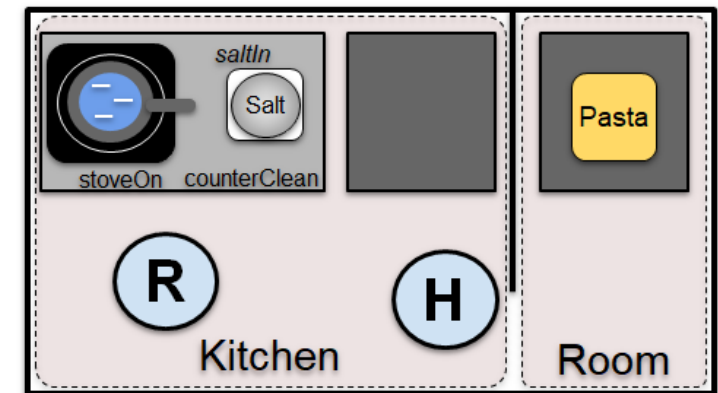 saltIn
Salt
Pasta
stoveOn counterClean
R
H
Kitchen
Room